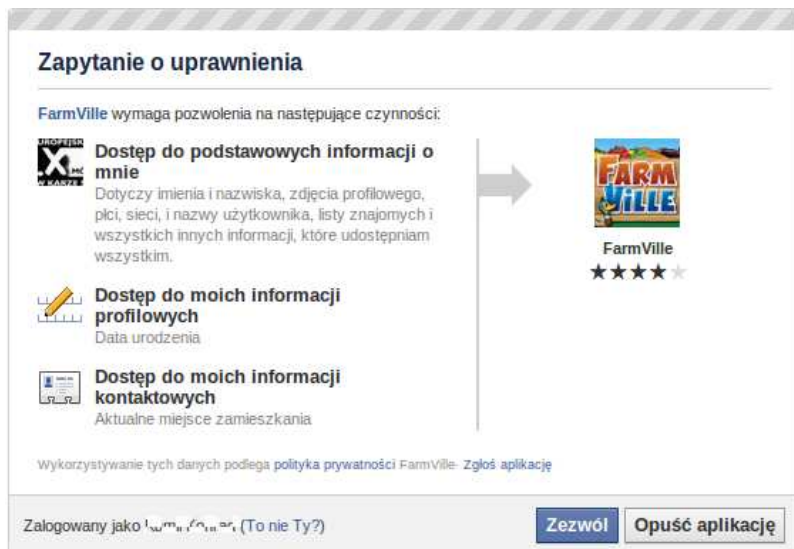 Zapytanie o uprawnienia
FarmVille wymaga pozwolenia na następujące czynności:
Dostęp do podstawowych informacji o
mnie
Dotyczy imienia i nazwiska, zdjęcia profilowego,
płci, sieci, i nazwy użytkownika, listy znajomych i
wszystkich innych informacji, które udostępniam
wszystkim.
Dostęp do moich informacji
profilowych
Data urodzenia
Dostęp do moich informacji
kontaktowych
Aktualne miejsce zamieszkania
FARM
VILLE
FarmVille
Wykorzystywanie tych danych podlega polityka prywatności FarmVille· Zgłoś aplikację
Zalogowany jako (To nie Ty?)
Zezwól
Opuść aplikację